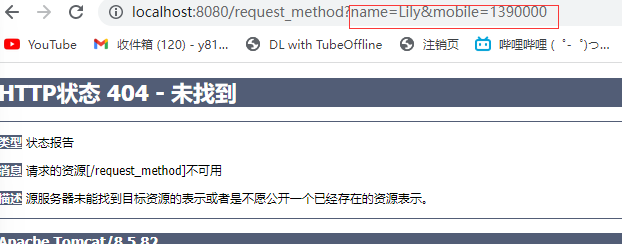 localhost:8080/request_method?name=Lily&mobile=1390000
YouTube 收件箱 (120) - y81... DL with TubeOffline 注销页 哔哩哔哩 ( ゜- ゜)つ...
HTTP状态 404 - 未找到
类型 状态报告
消息 请求的资源[/request_method]不可用
描述 源服务器未能找到目标资源的表示或者是不愿公开一个已经存在的资源表示。
Apache Tomcat/8.5.82